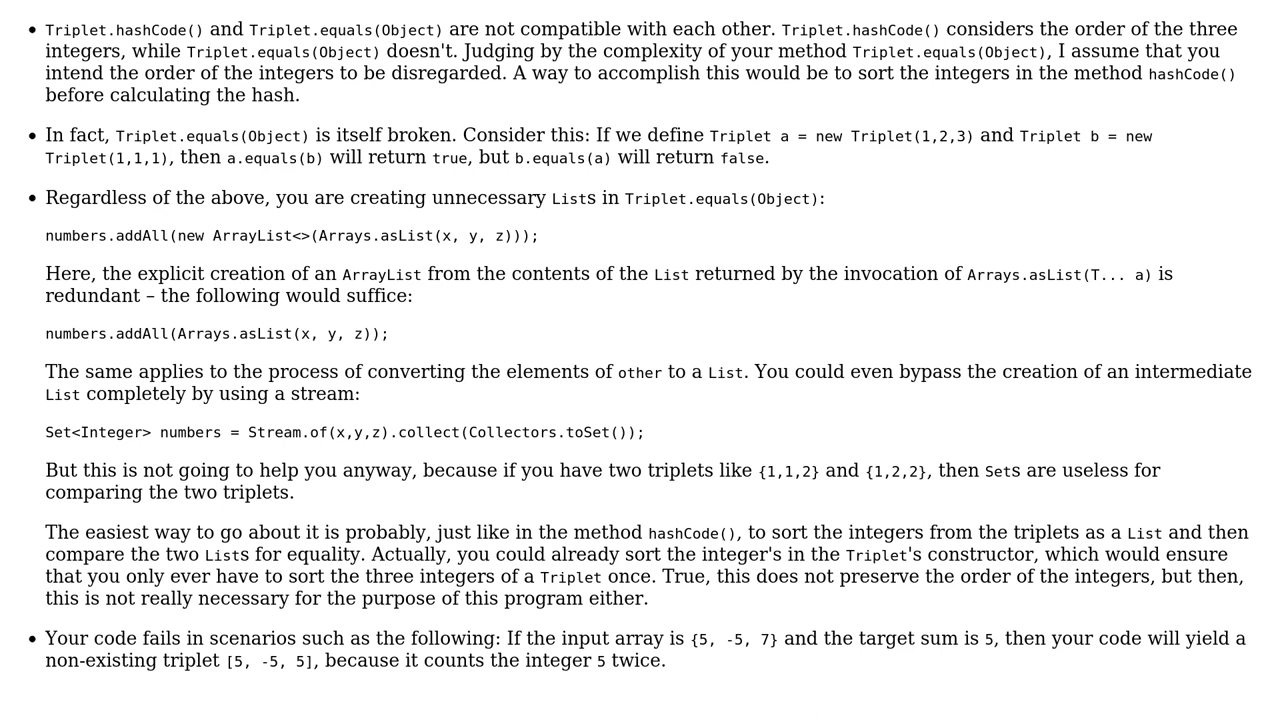 • Triplet.hashCode() and Triplet.equals(Object) are not compatible with each other. Triplet.hashCode() considers the order of the three
integers, while Triplet.equals(Object) doesn't. Judging by the complexity of your method Triplet.equals(Object), I assume that you
intend the order of the integers to be disregarded. A way to accomplish this would be to sort the integers in the method hashCode()
before calculating the hash.
• In fact, Triplet.equals(Object) is itself broken. Consider this: If we define Triplet a = new Triplet(1,2,3) and Triplet b = new
Triplet(1,1,1), then a.equals(b) will return true, but b.equals(a) will return false.
• Regardless of the above, you are creating unnecessary Lists in Triplet.equals(Object):
numbers.addAll(new ArrayList<>(Arrays.asList(x, y, z)));
Here, the explicit creation of an ArrayList from the contents of the List returned by the invocation of Arrays.asList(T... a) is
redundant – the following would suffice:
numbers.addAll(Arrays.asList(x, y, z));
The same applies to the process of converting the elements of other to a List. You could even bypass the creation of an intermediate
List completely by using a stream:
Set<Integer> numbers = Stream.of(x,y,z).collect(Collectors.toSet());
But this is not going to help you anyway, because if you have two triplets like {1,1,2} and {1,2,2}, then Sets are useless for
comparing the two triplets.
The easiest way to go about it is probably, just like in the method hashCode(), to sort the integers from the triplets as a List and then
compare the two Lists for equality. Actually, you could already sort the integer's in the Triplet's constructor, which would ensure
that you only ever have to sort the three integers of a Triplet once. True, this does not preserve the order of the integers, but then,
this is not really necessary for the purpose of this program either.
• Your code fails in scenarios such as the following: If the input array is {5, -5, 7} and the target sum is 5, then your code will yield a
non-existing triplet [5, -5, 5], because it counts the integer 5 twice.